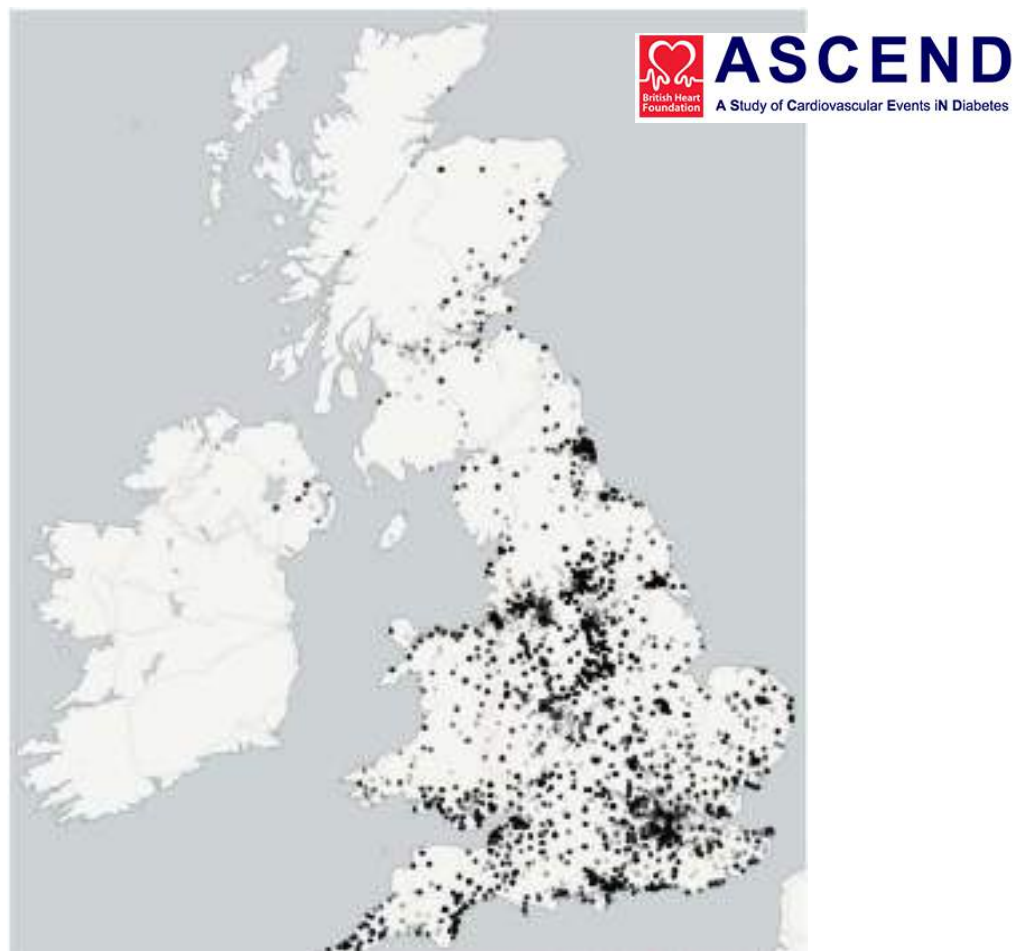 ASCEND
British Heart
Foundation
A Study of Cardiovascular Events iN Diabetes